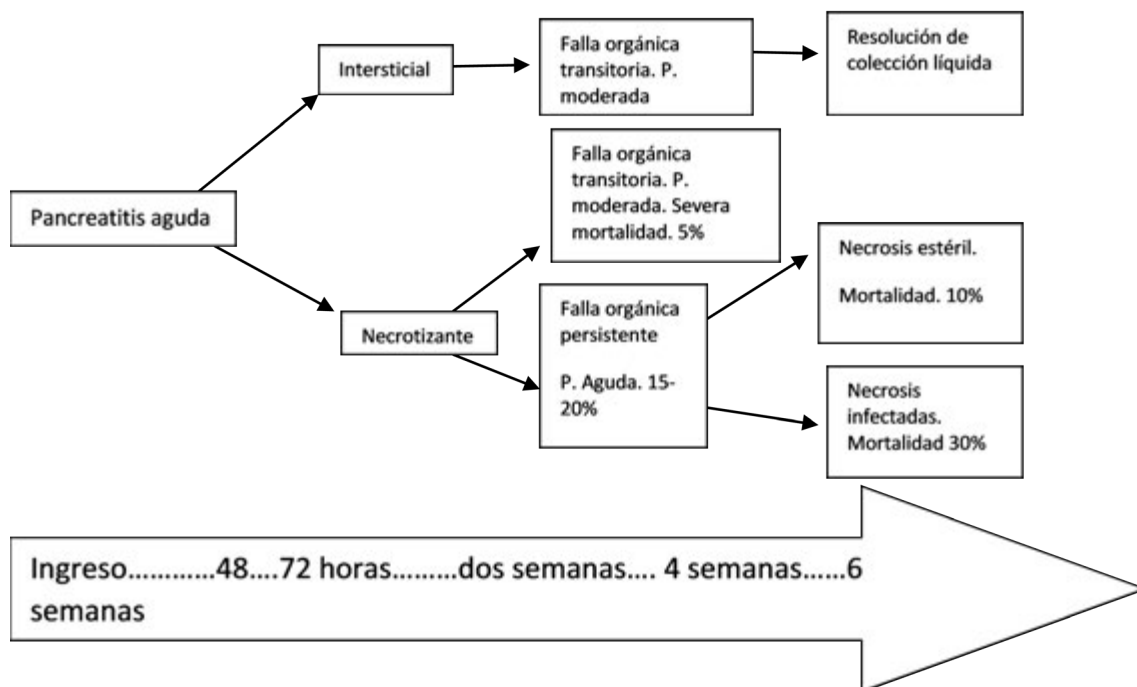 Intersticial
Falla orgánica
transitoria. P.
moderada
Resolución de
colección líquida
Pancreatitis aguda
Falla orgánica
transitoria. P.
moderada. Severa
mortalidad. 5%
Necrotizante
Falla orgánica
persistente
P. Aguda. 15-
20%
Necrosis estéril.
Mortalidad. 10%
Necrosis
infectadas.
Mortalidad 30%
Ingreso............48....72 horas.........dos semanas.... 4 semanas......6
semanas